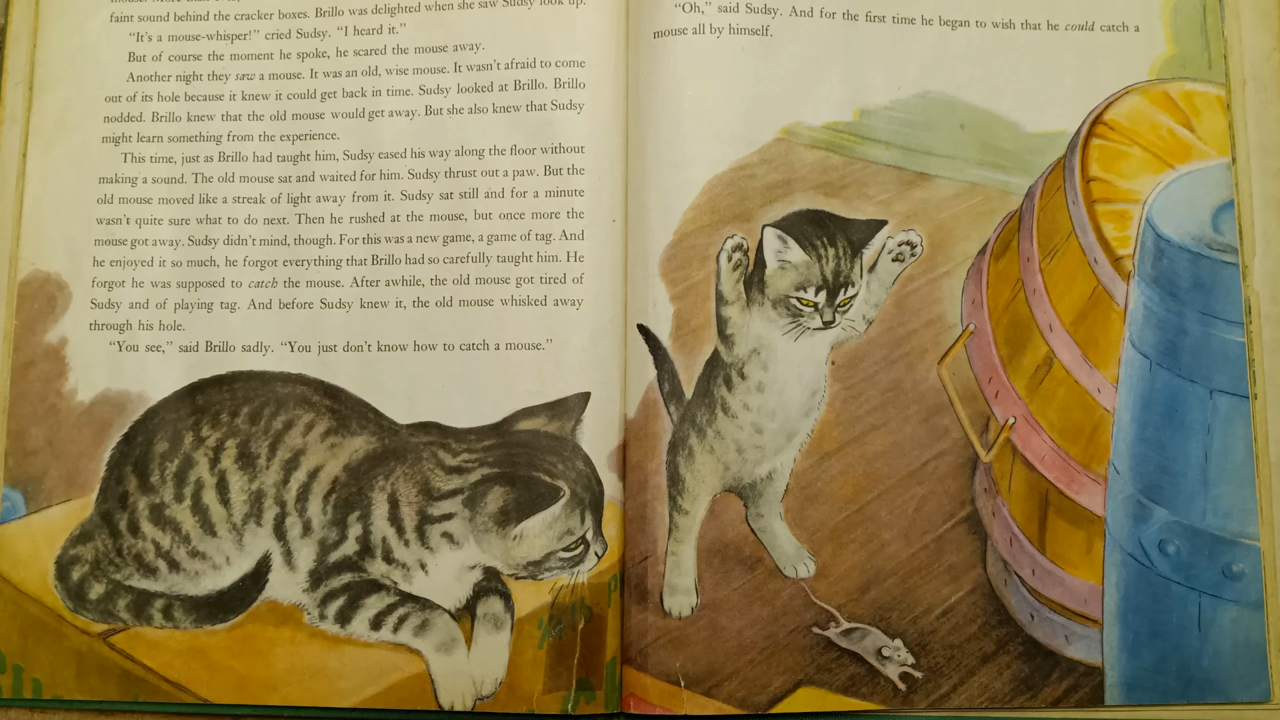 faint sound behind the cracker boxes. Brillo was delighted when she saw Sudsy look up.
“It’s a mouse-whisper!” cried Sudsy. “I heard it.”
But of course the moment he spoke, he scared the mouse away.
Another night they saw a mouse. It was an old, wise mouse. It wasn’t afraid to come
out of its hole because it knew it could get back in time. Sudsy looked at Brillo. Brillo
nodded. Brillo knew that the old mouse would get away. But she also knew that Sudsy
might learn something from the experience.
This time, just as Brillo had taught him, Sudsy eased his way along the floor without
making a sound. The old mouse sat and waited for him. Sudsy thrust out a paw. But the
old mouse moved like a streak of light away from it. Sudsy sat still and for a minute
wasn’t quite sure what to do next. Then he rushed at the mouse, but once more the
mouse got away. Sudsy didn’t mind, though. For this was a new game, a game of tag. And
he enjoyed it so much, he forgot everything that Brillo had so carefully taught him. He
forgot he was supposed to catch the mouse. After awhile, the old mouse got tired of
Sudsy and of playing tag. And before Sudsy knew it, the old mouse whisked away
through his hole.
“You see,” said Brillo sadly. “You just don’t know how to catch a mouse.”
“Oh,” said Sudsy. And for the first time he began to wish that he could catch a
mouse all by himself.